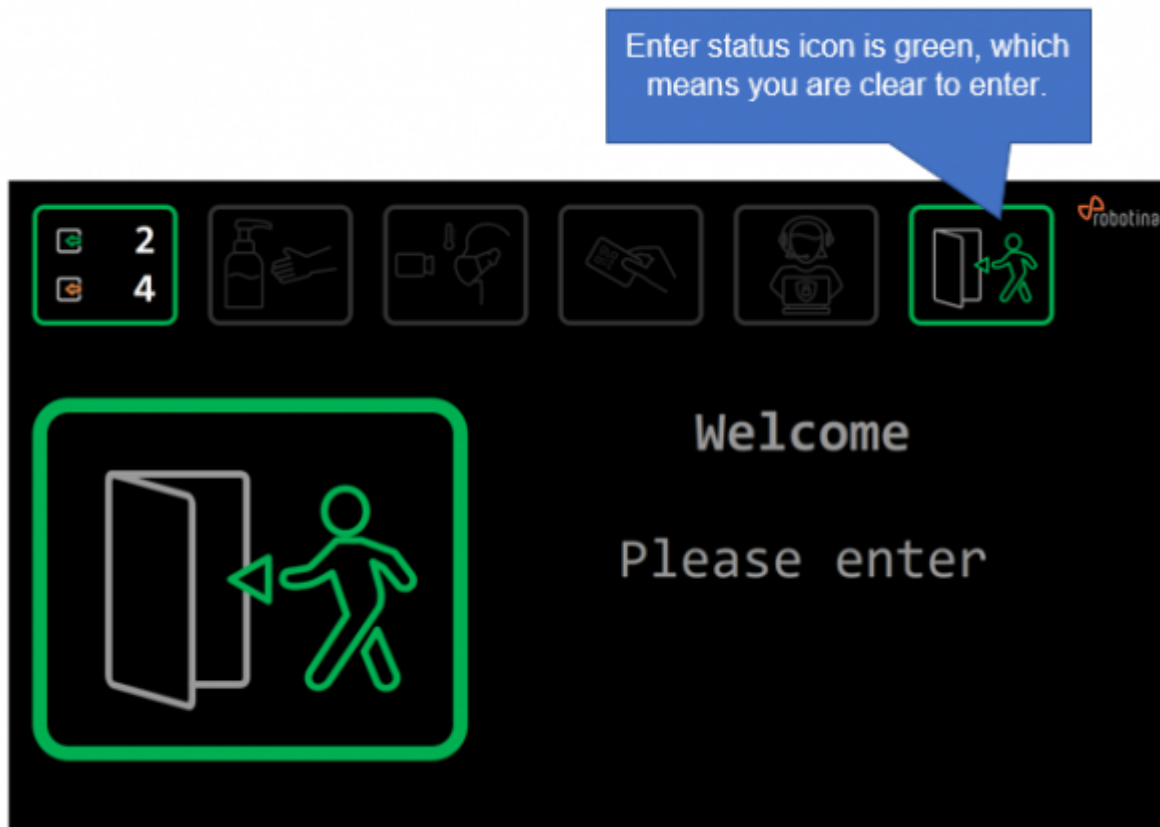 Enter status icon is green, which
means you are clear to enter.
2
4
robotina
Welcome
Please enter